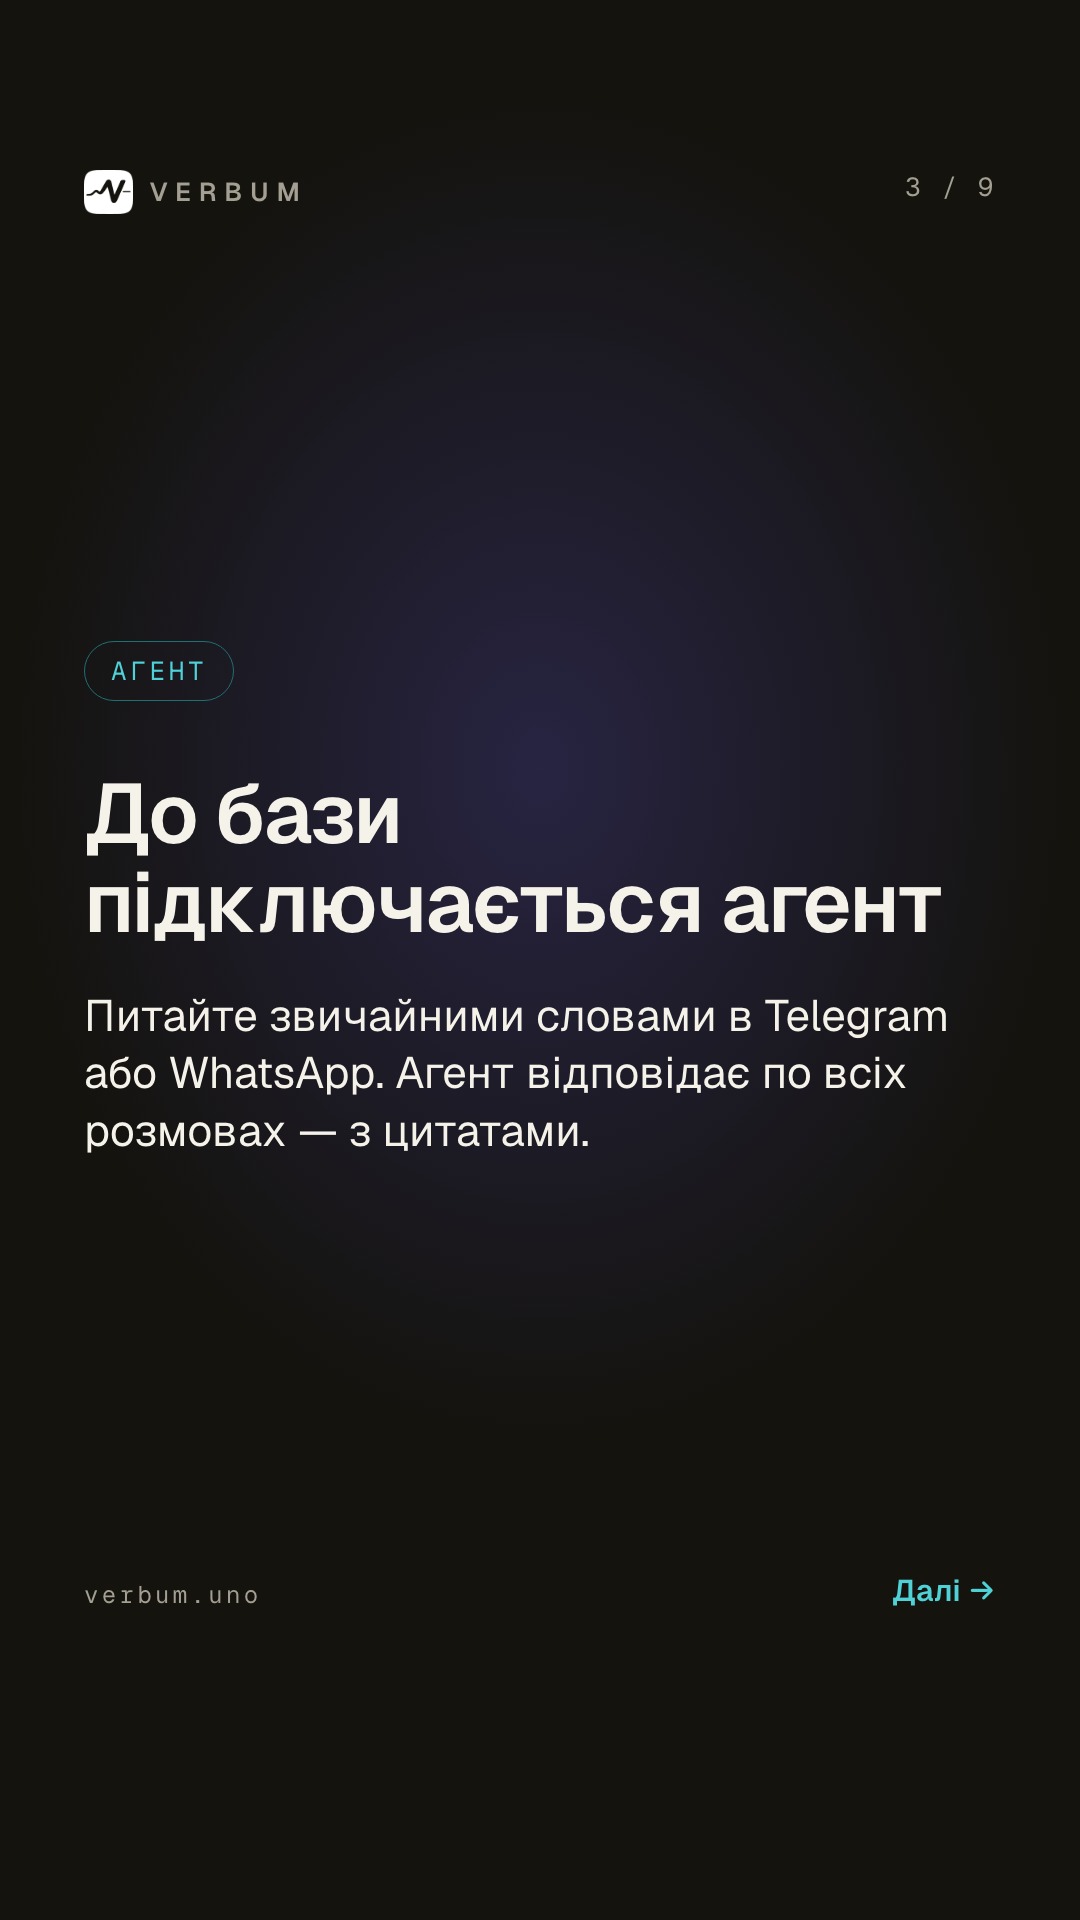 VERBUM
3 / 9
АГЕНТ
До бази
підключається агент
Питайте звичайними словами в Telegram
або WhatsApp. Агент відповідає по всіх
розмовах — з цитатами.
verbum.uno
Далі →